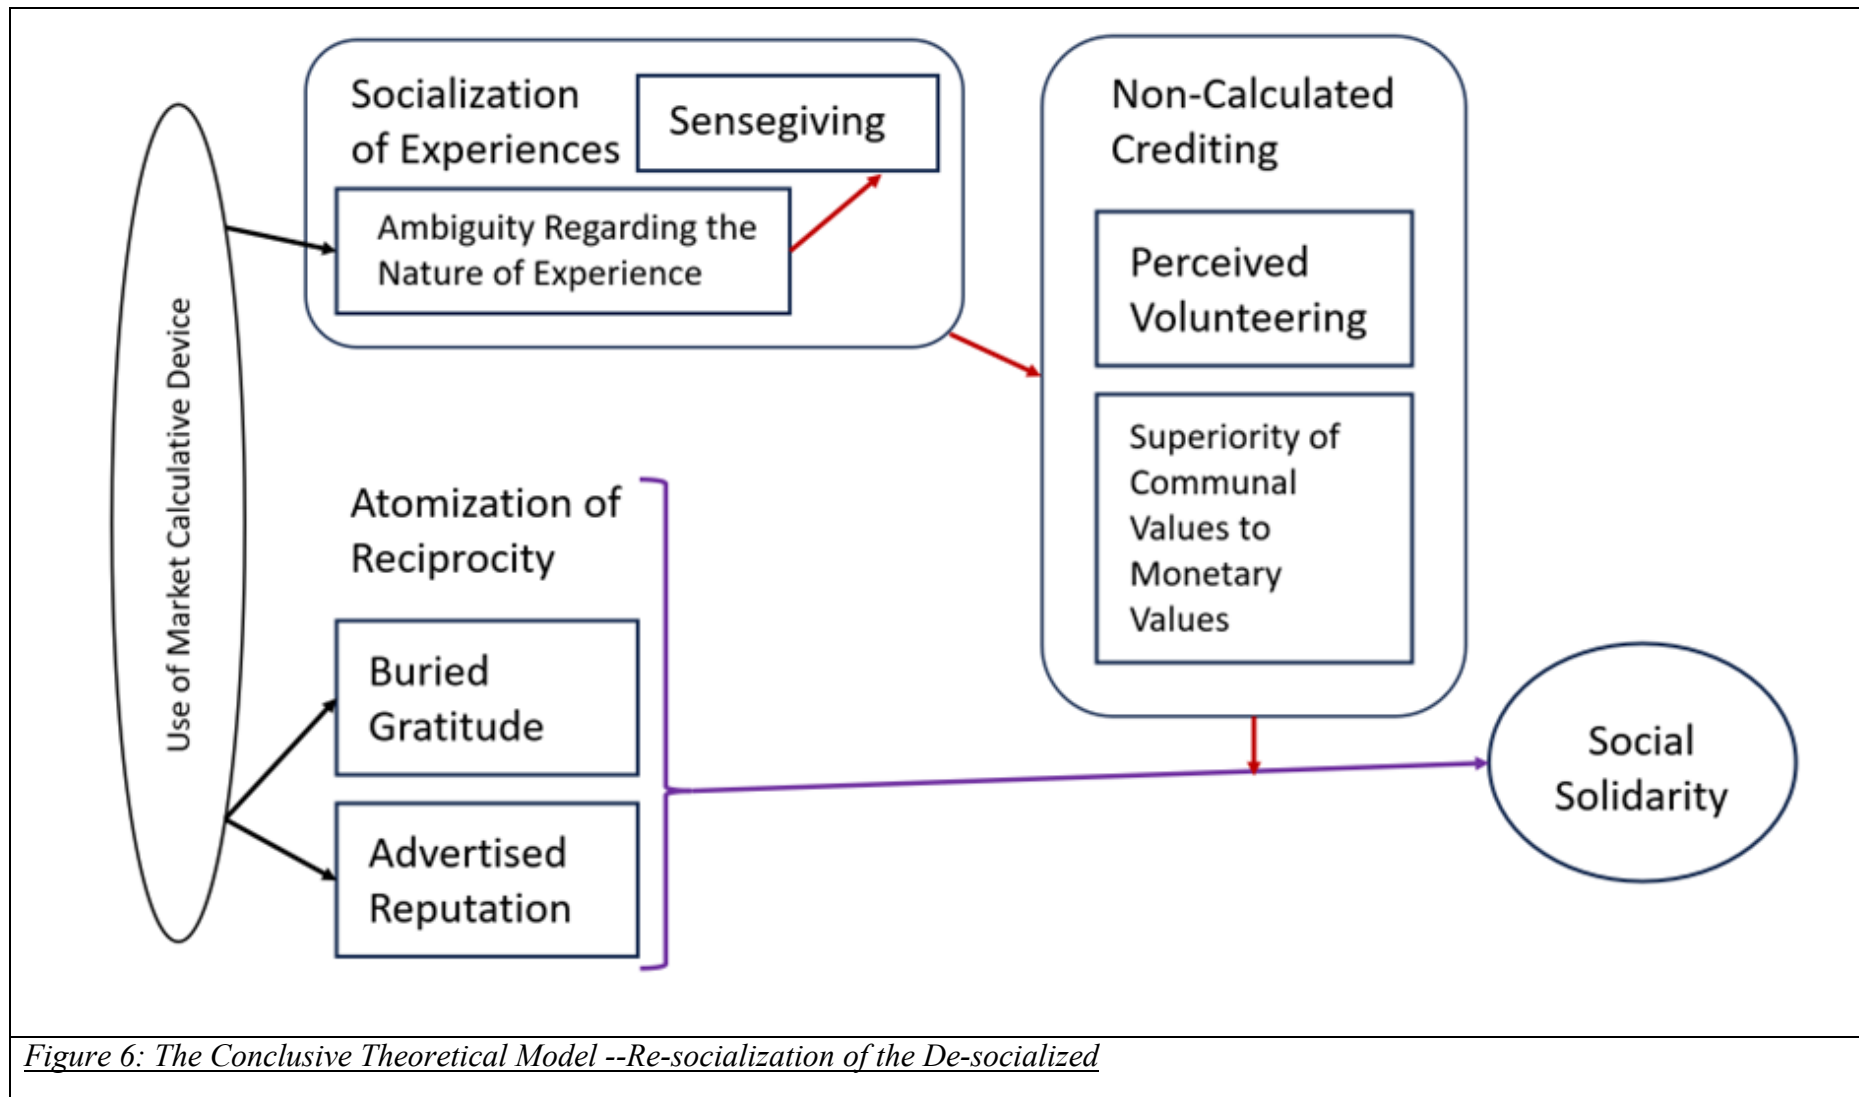 Use of Market Calculative Device
Socialization
of Experiences
Sensegiving
Ambiguity Regarding the
Nature of Experience
Non-Calculated
Crediting
Perceived
Volunteering
Superiority of
Communal
Values to
Monetary
Values
Atomization of
Reciprocity
Buried
Gratitude
Advertised
Reputation
Social
Solidarity
Figure 6: The Conclusive Theoretical Model --Re-socialization of the De-socialized